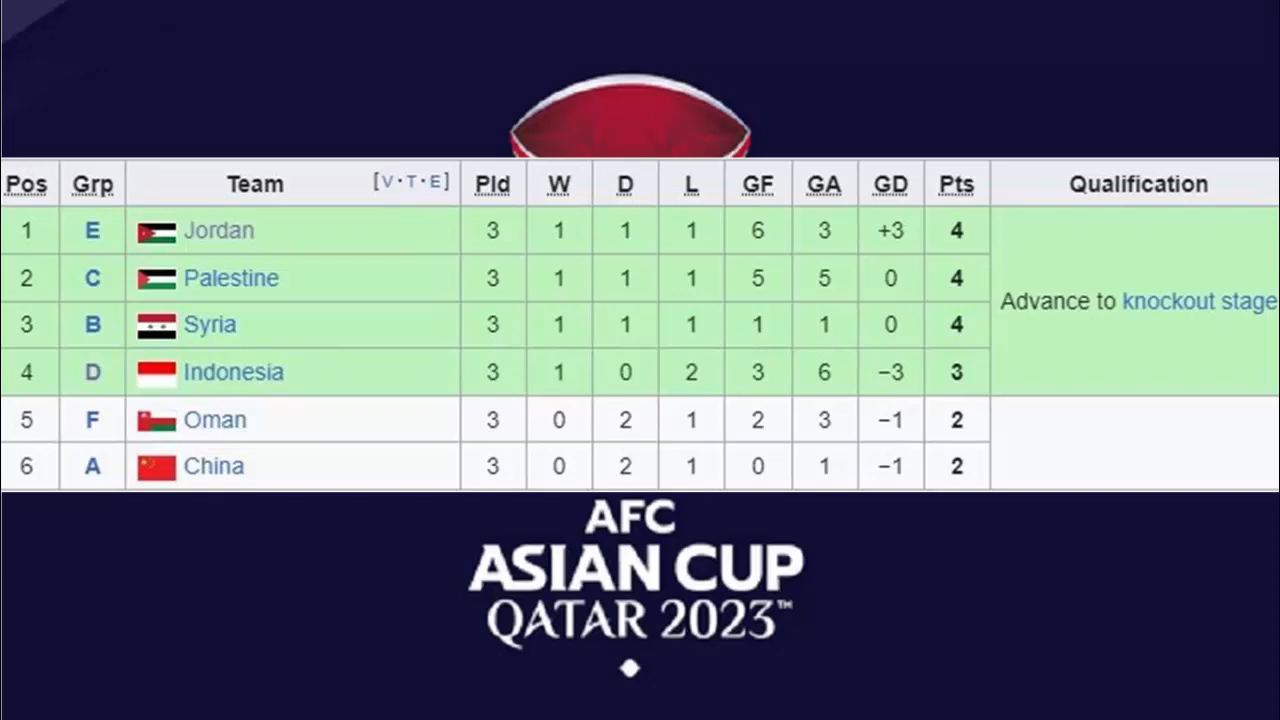 Pos Grp Team [V·T·E] Pld W D L GF GA GD Pts Qualification
1 E Jordan 3 1 1 1 6 3 +3 4
2 C Palestine 3 1 1 1 5 5 0 4
Advance to knockout stage
3 B Syria 3 1 1 1 1 1 0 4
4 D Indonesia 3 1 0 2 3 6 −3 3
5 F Oman 3 0 2 1 2 3 −1 2
6 A China 3 0 2 1 0 1 −1 2
AFC
ASIAN CUP
QATAR 2023™